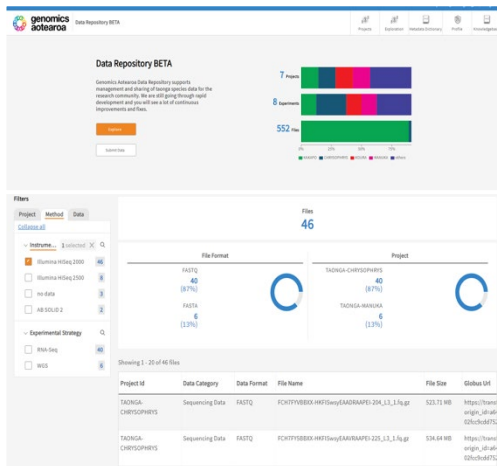 genomics
aotearoa
Data Repository BETA
Projects
Exploration
Metadata Dictionary
Profile
Data Repository BETA
Genomics Aotearoa Data Repository supports
management and sharing of taonga species data for the
research community. We are still going through rapid
development and you will see a lot of continuous
improvements and fixes.
Explore
Submit Data
7 Projects
8 Experiments
552 Files
0%
25%
50%
75%
Filters
Project
Method
Data
Collapse all
Instrume... 1 selected
Illumina HiSeq 2000 46
Illumina HiSeq 2500
no data 3
AB SOLiD 2 2
Experimental Strategy
RNA-Seq 40
WGS 6
Files
46
File Format
FASTQ
40
(87%)
FASTA
6
(13%)
Project
TAONGA-CHRYSOPHRYS
40
(87%)
TAONGA-MANUKA
6
(13%)
Showing 1 - 20 of 46 files
Project Id
Data Category
Data Format
File Name
File Size
Globus Url
TAONGA-
CHRYSOPHRYS
Sequencing Data
FASTQ
523.71 MB
TAONGA-
CHRYSOPHRYS
Sequencing Data
FASTQ
534.64 MB